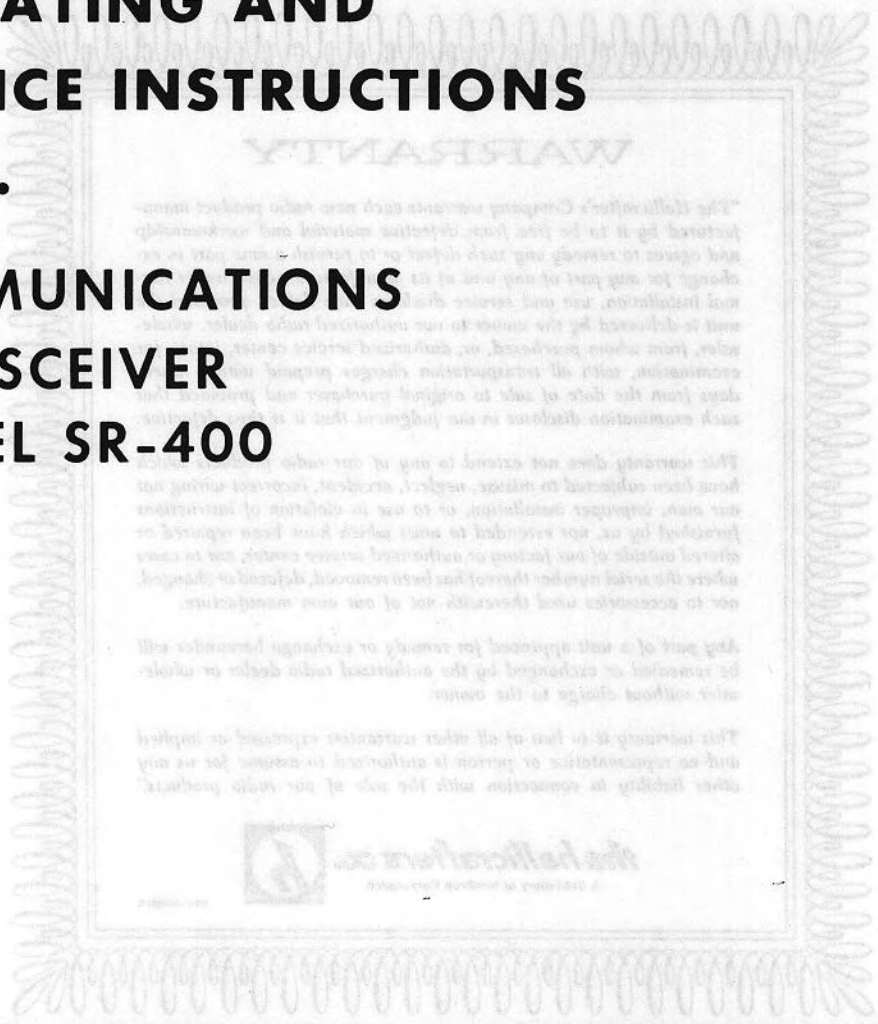 ATING AND
ICE INSTRUCTIONS
.
MUNICATIONS
SCEIVER
EL SR-400
WARRANTY
"The Hallicrafters Company warrants each new radio product manu-
factured by it to be free from defective material and workmanship
and agrees to remedy any such defect or to furnish a new part in ex-
change for any part of any unit of its
mal installation, use and service
unit is delivered by the owner to our authorized radio dealer, whole-
saler, from whom purchased, or, authorized service center,
examination, with all transportation charges prepaid
days from the date of sale to original purchaser and provided that
such examination discloses in our judgment that it is thus defective.
This warranty does not extend to any of our radio products which
have been subjected to misuse, neglect, accident, incorrect wiring not
our own, improper installation, or to use in violation of instructions
furnished by us, nor extended to units which have been repaired or
altered outside of our factory or authorized service center, nor to cases
where the serial number thereof has been removed, defaced or changed,
nor to accessories used therewith not of our own manufacture.
Any part of a unit approved for remedy or exchange hereunder will
be remedied or exchanged by the authorized radio dealer or whole-
saler without charge to the owner.
This warranty is in lieu of all other warranties expressed or implied
and no representative or person is authorized to assume for us any
other liability in connection with the sale of our radio products."
the hallicrafters co.
A Subsidiary of Northrop Corporation